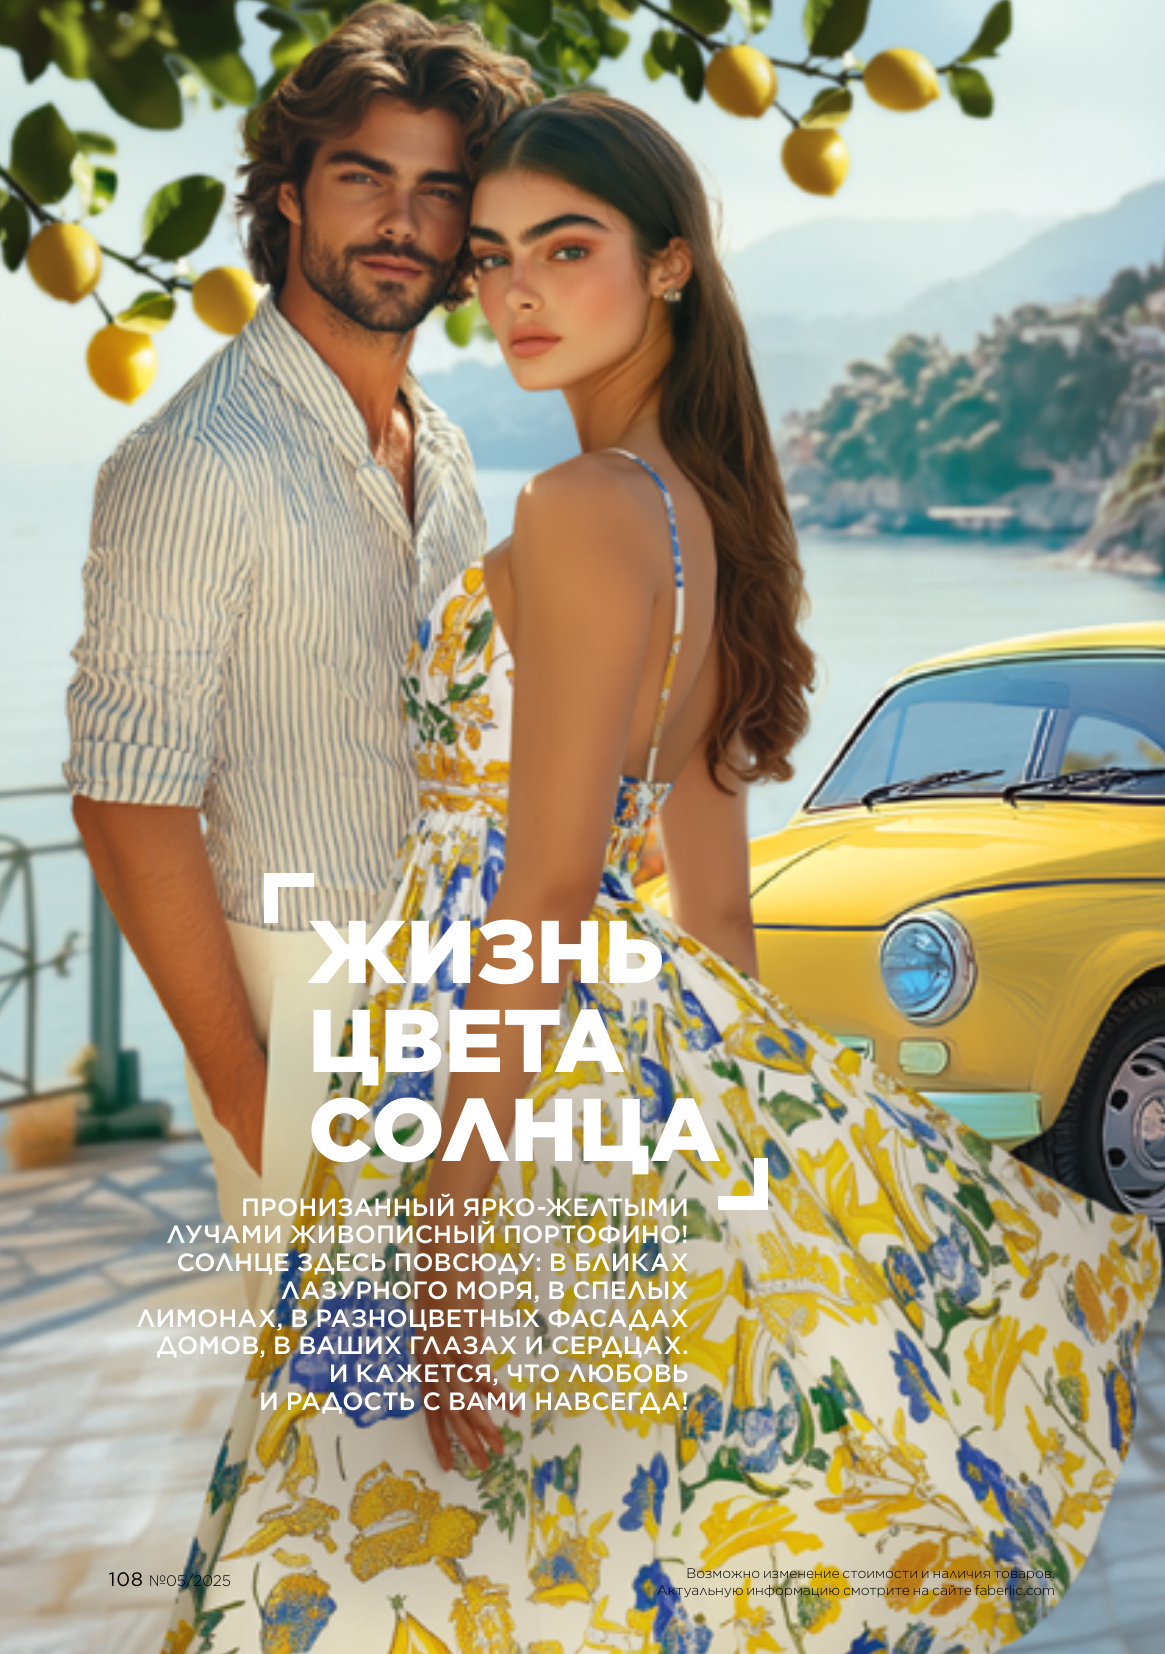 ЖИЗНЬ
ЦВЕТА
СОЛНЦА
ПРОНИЗАННЫЙ ЯРКО-ЖЕЛТЫМИ
ЛУЧАМИ ЖИВОПИСНЫЙ ПОРТОФИНО!
СОЛНЦЕ ЗДЕСЬ ПОВСЮДУ: В БЛИКАХ
ЛАЗУРНОГО МОРЯ, В СПЕЛЫХ
ЛИМОНАХ, В РАЗНОЦВЕТНЫХ ФАСАДАХ
ДОМОВ, В ВАШИХ ГЛАЗАХ И СЕРДЦАХ.
И КАЖЕТСЯ, ЧТО ЛЮБОВЬ
И РАДОСТЬ С ВАМИ НАВСЕГДА!
108 №05/2025
Возможно изменение стоимости и наличия товаров.
Актуальную информацию смотрите на сайте faberlic.com